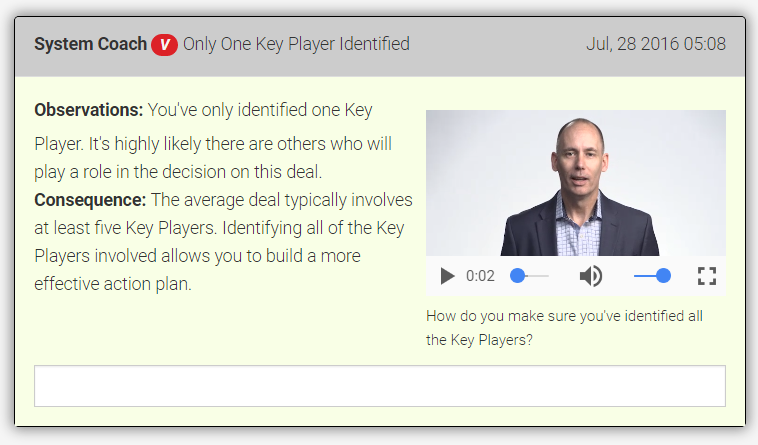 System Coach V Only One Key Player Identified Jul, 28 2016 05:08
Observations: You've only identified one Key
Player. It's highly likely there are others who will
play a role in the decision on this deal.
Consequence: The average deal typically involves
at least five Key Players. Identifying all of the Key
Players involved allows you to build a more
effective action plan.
0:02
How do you make sure you've identified all
the Key Players?